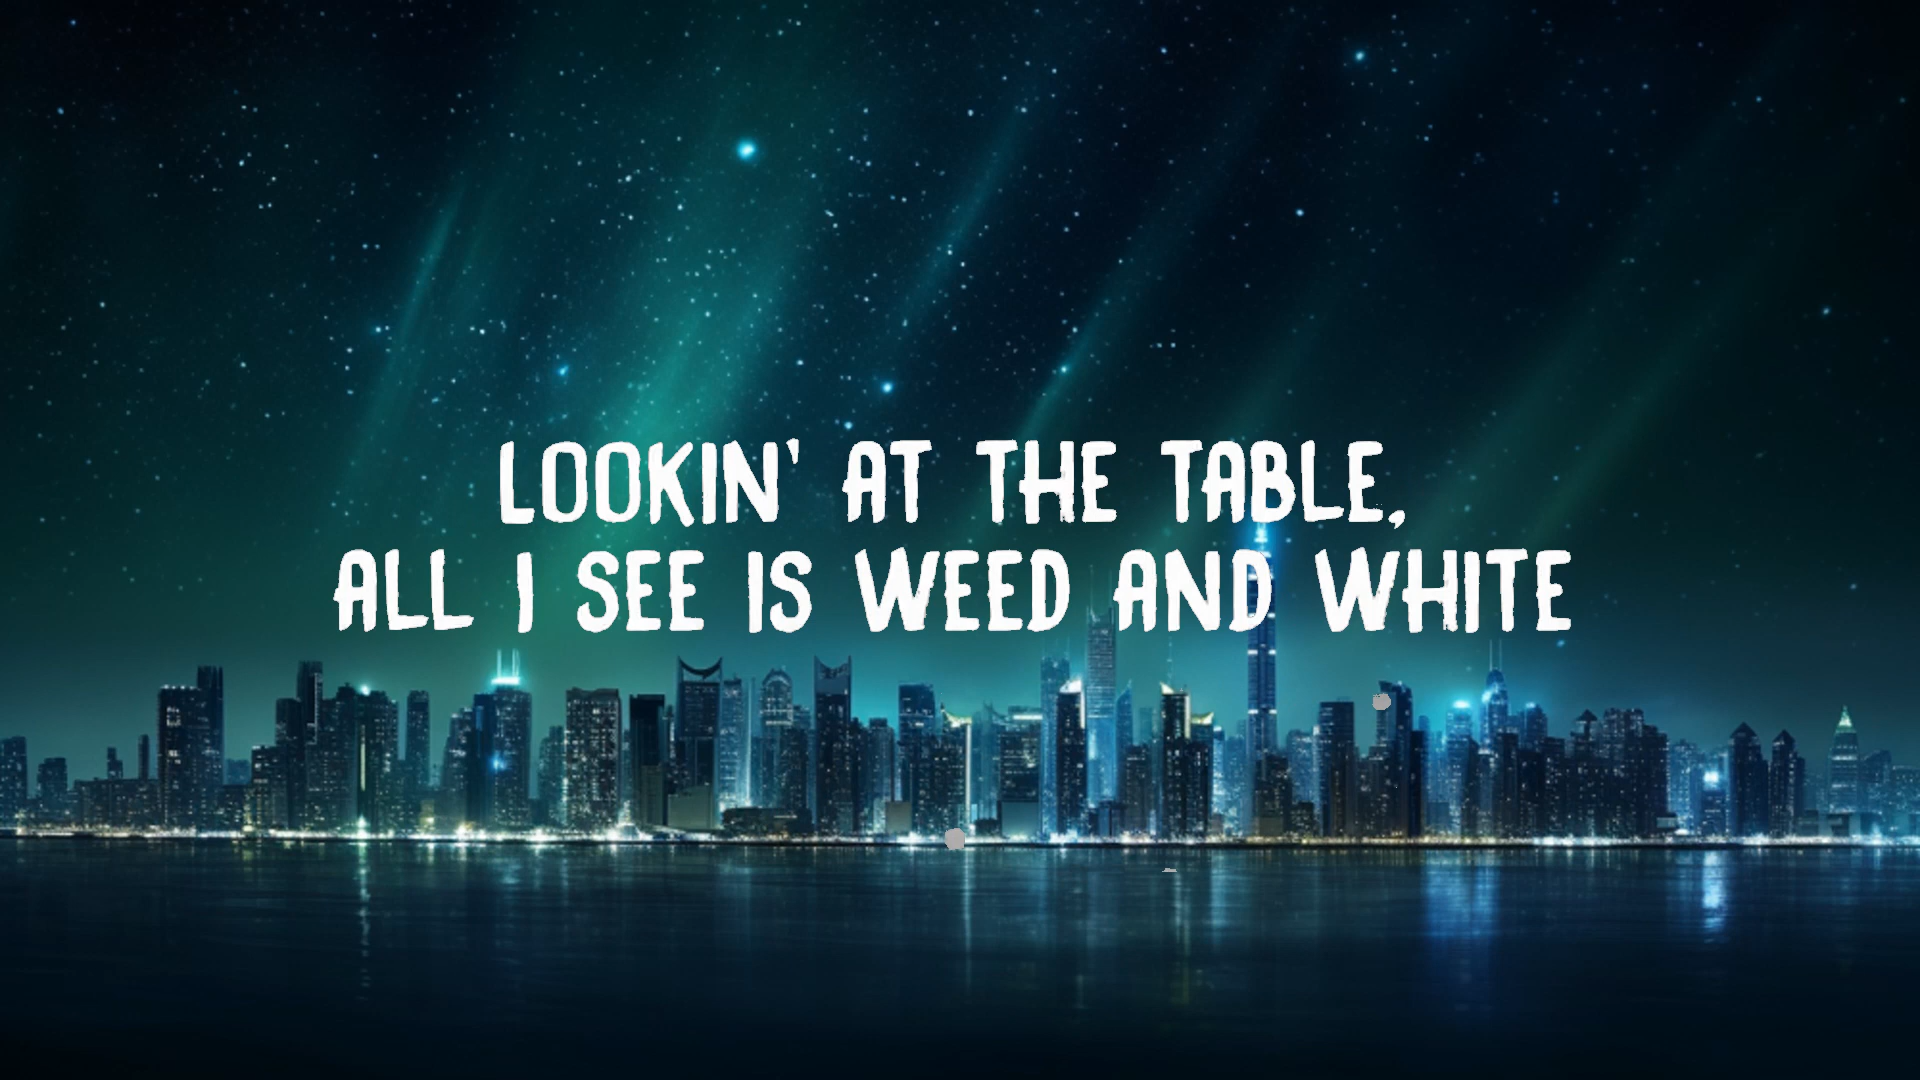 LOOKIN' AT THE TABLE,
ALL I SEE IS WEED AND WHITE